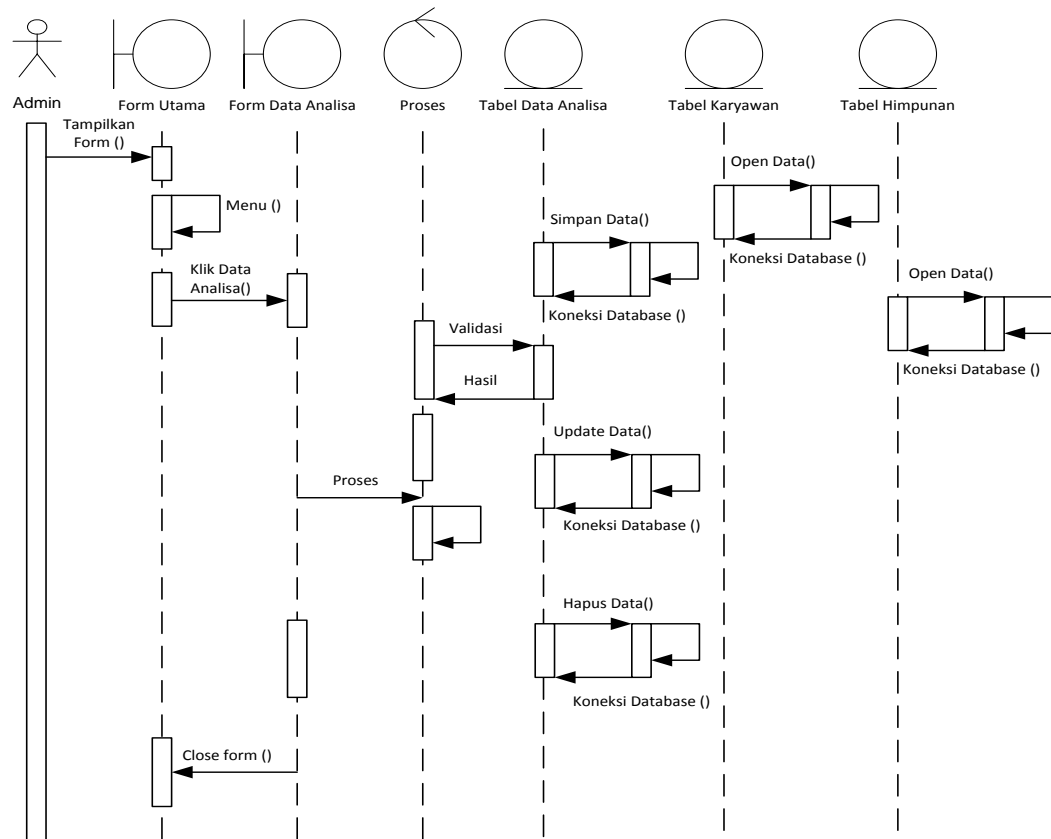 Admin
Form Utama
Form Data Analisa
Proses
Tabel Data Analisa
Tabel Karyawan
Tabel Himpunan
Tampilkan
Form ()
Open Data()
Menu ()
Simpan Data()
Koneksi Database ()
Klik Data
Analisa()
Open Data()
Koneksi Database ()
Validasi
Koneksi Database ()
Hasil
Update Data()
Proses
Koneksi Database ()
Hapus Data()
Koneksi Database ()
Close form ()